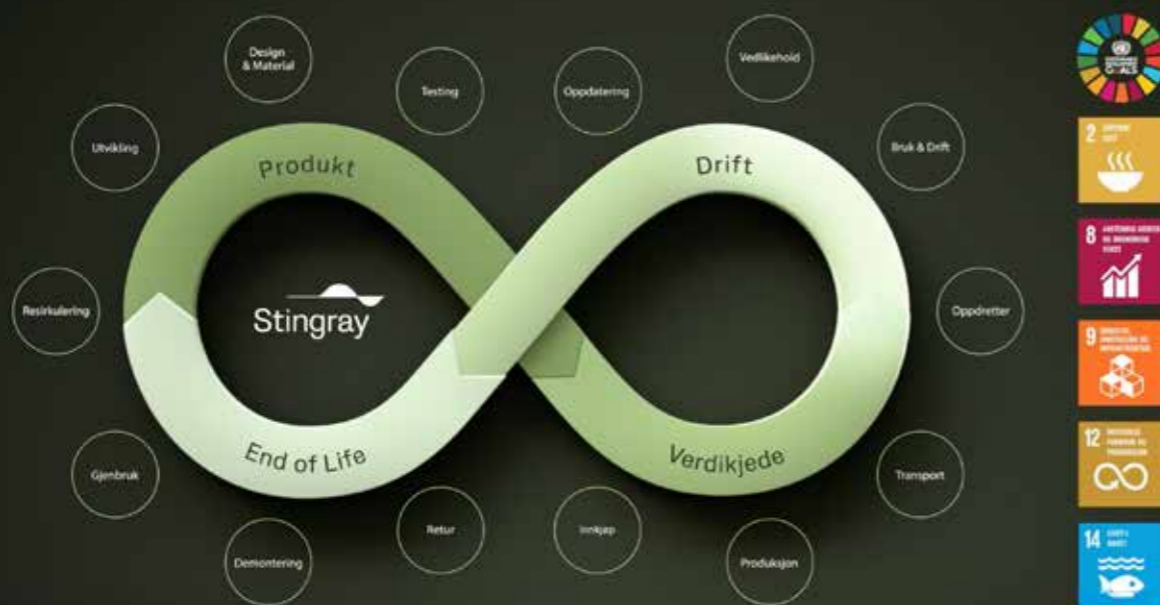 Design
& Material
Testing
Oppdatering
Vedlikehold
Utvikling
Bruk & Drift
Produkt
Drift
Resirkulering
Stingray
Oppdretter
End of Life
Verdikjede
Gjenbruk
Transport
Retur
Innkjøp
Demontering
Produksjon
GOALS
2
8
9
12
14